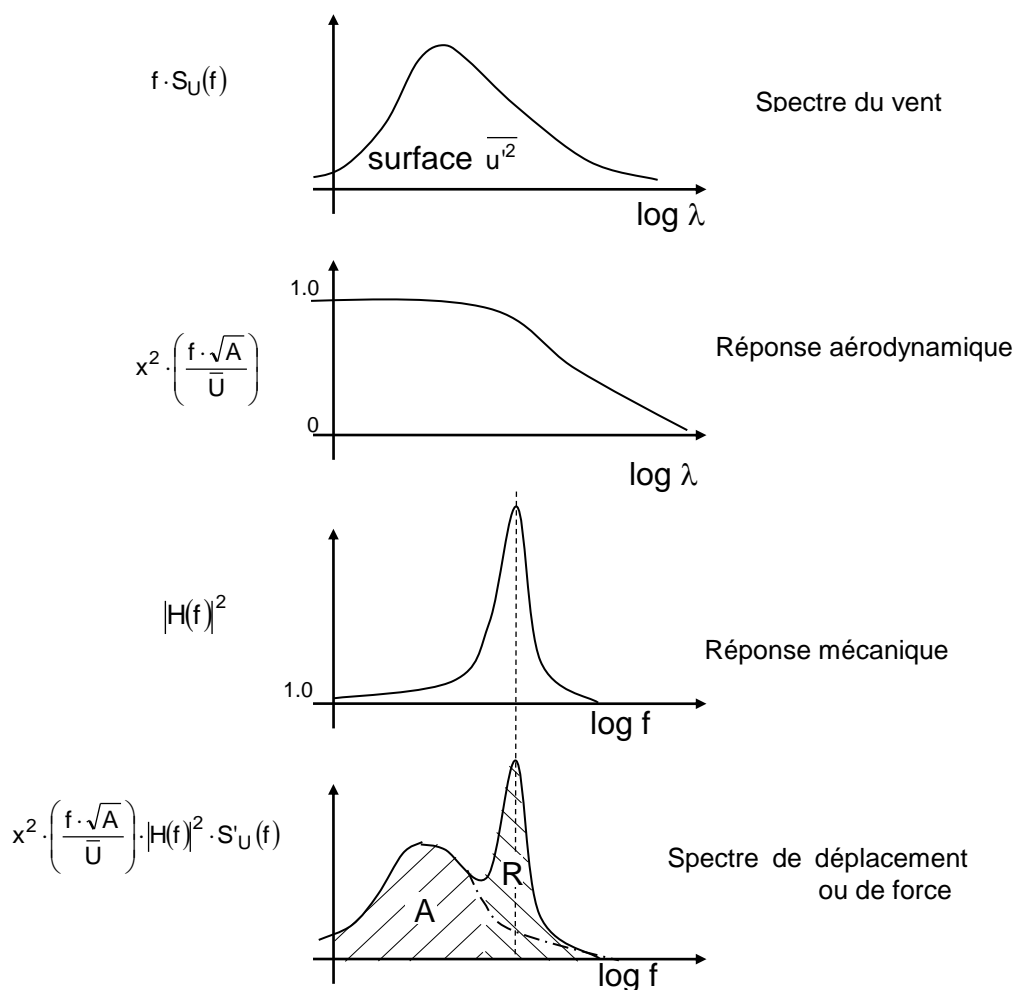 f · S_U(f)
Spectre du vent
surface u'²
log λ
1.0
x² · (f · √A / U)
Réponse aérodynamique
0
log λ
|H(f)|²
Réponse mécanique
1.0
log f
x² · (f · √A / U) · |H(f)|² · S'_U(f)
Spectre de déplacement
ou de force
R
A
log f